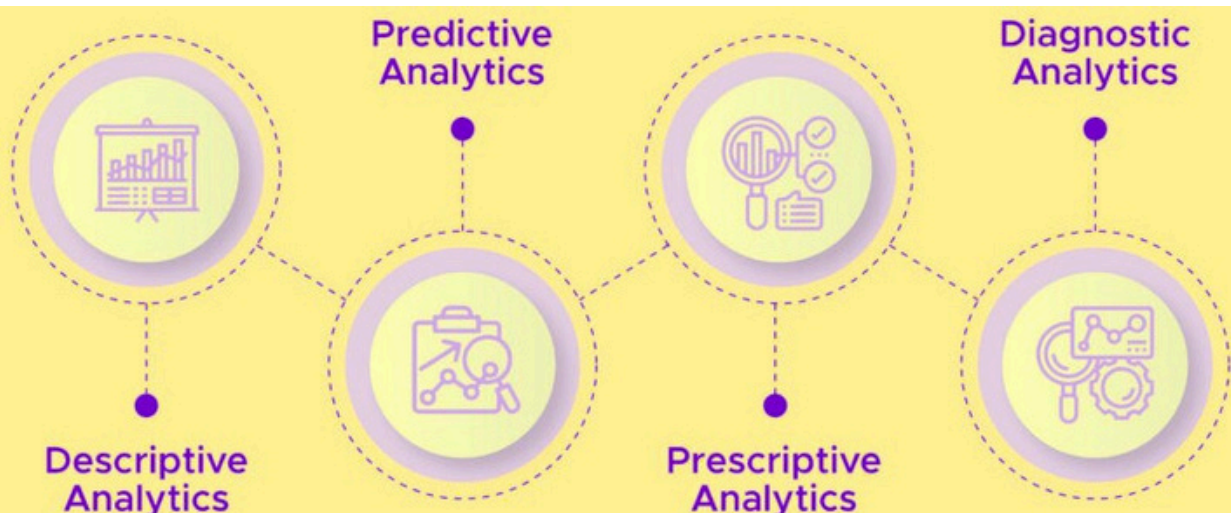 Predictive
Analytics
Diagnostic
Analytics
Descriptive
Analytics
Prescriptive
Analytics